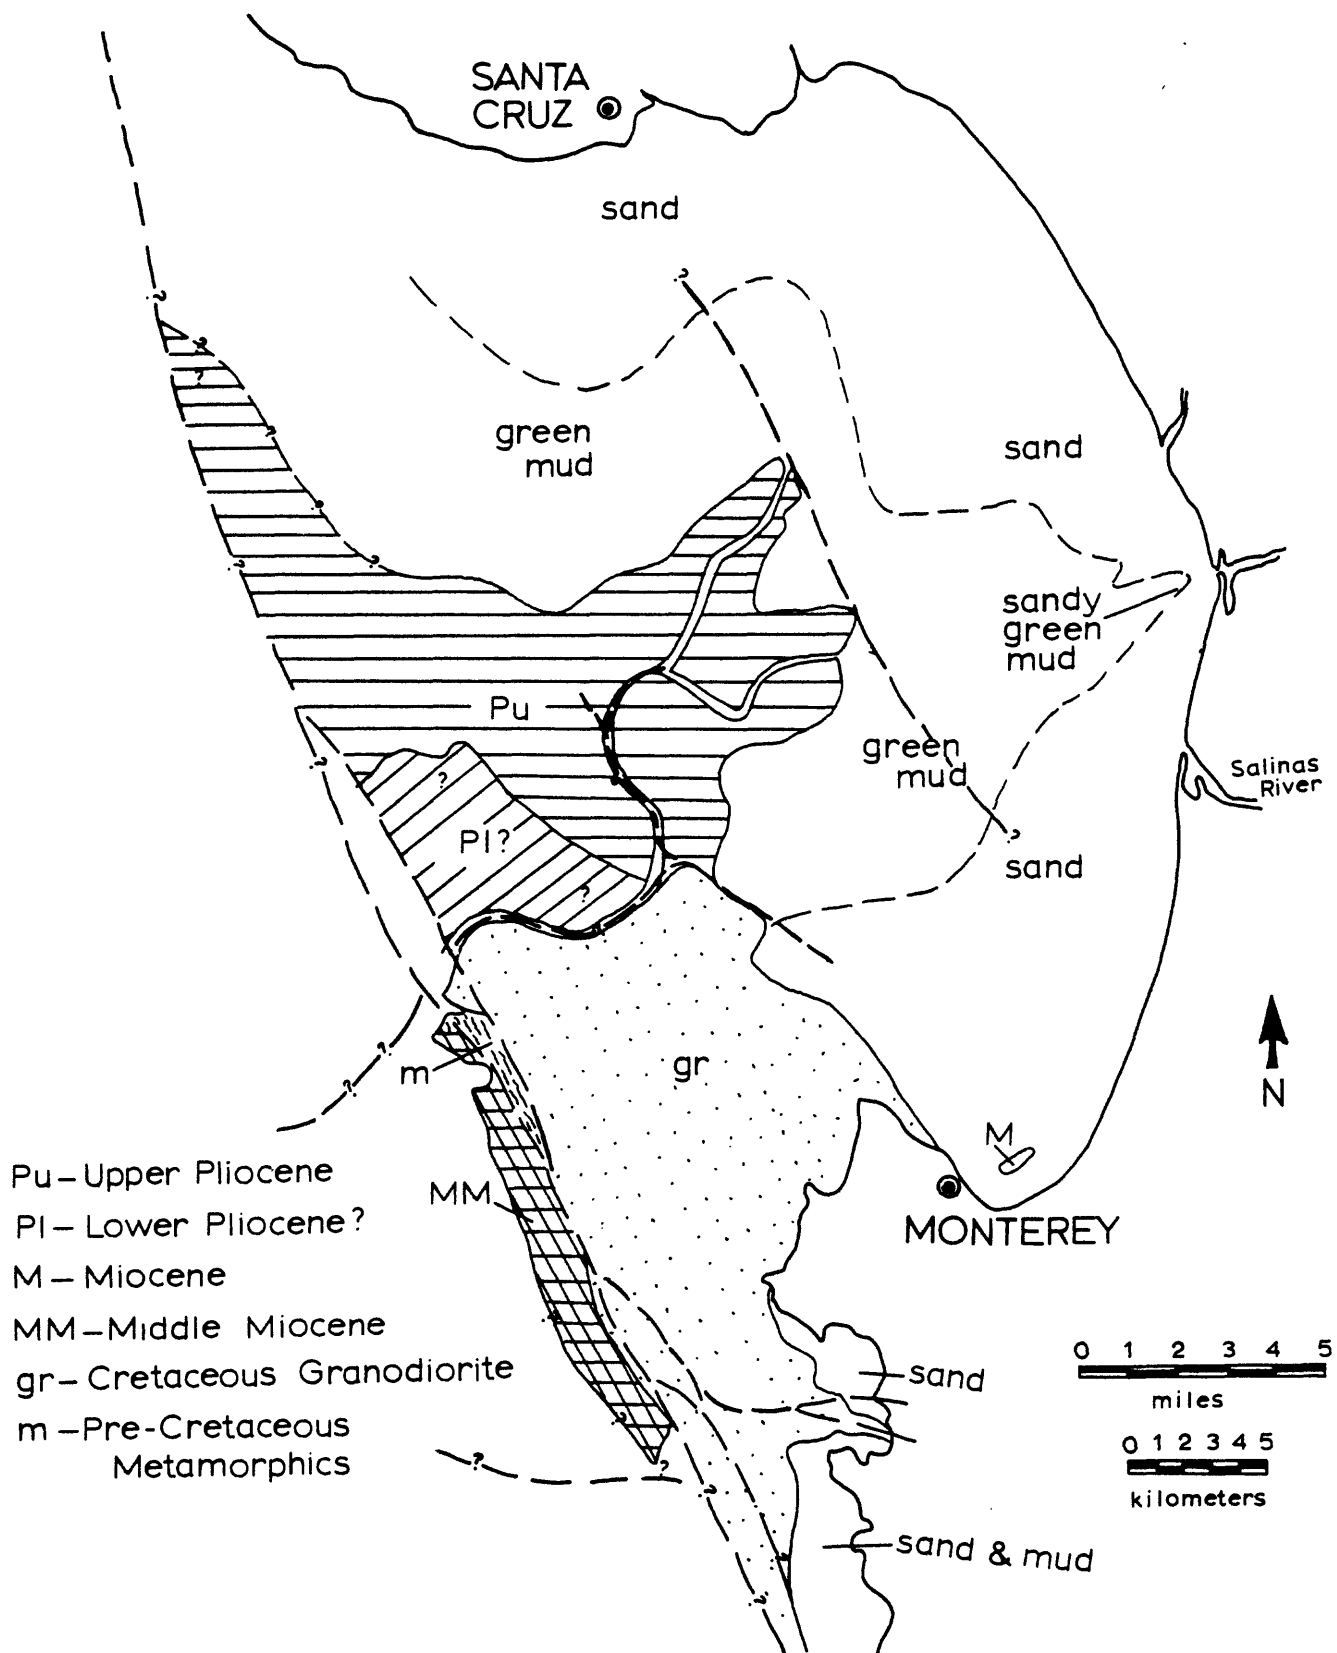 SANTA
CRUZ
sand
?
?
?
?
green
mud
sand
?
?
?
?
sandy
green
mud
Pu
green
mud
Salinas
River
?
?
Pl?
?
sand
?
gr
N
m
?
?
M
Pu – Upper Pliocene
MM
Pl – Lower Pliocene?
MONTEREY
M – Miocene
MM – Middle Miocene
gr – Cretaceous Granodiorite
m – Pre-Cretaceous
Metamorphics
0 1 2 3 4 5
miles
sand
?
?
0 1 2 3 4 5
kilometers
?
?
?
sand & mud
?